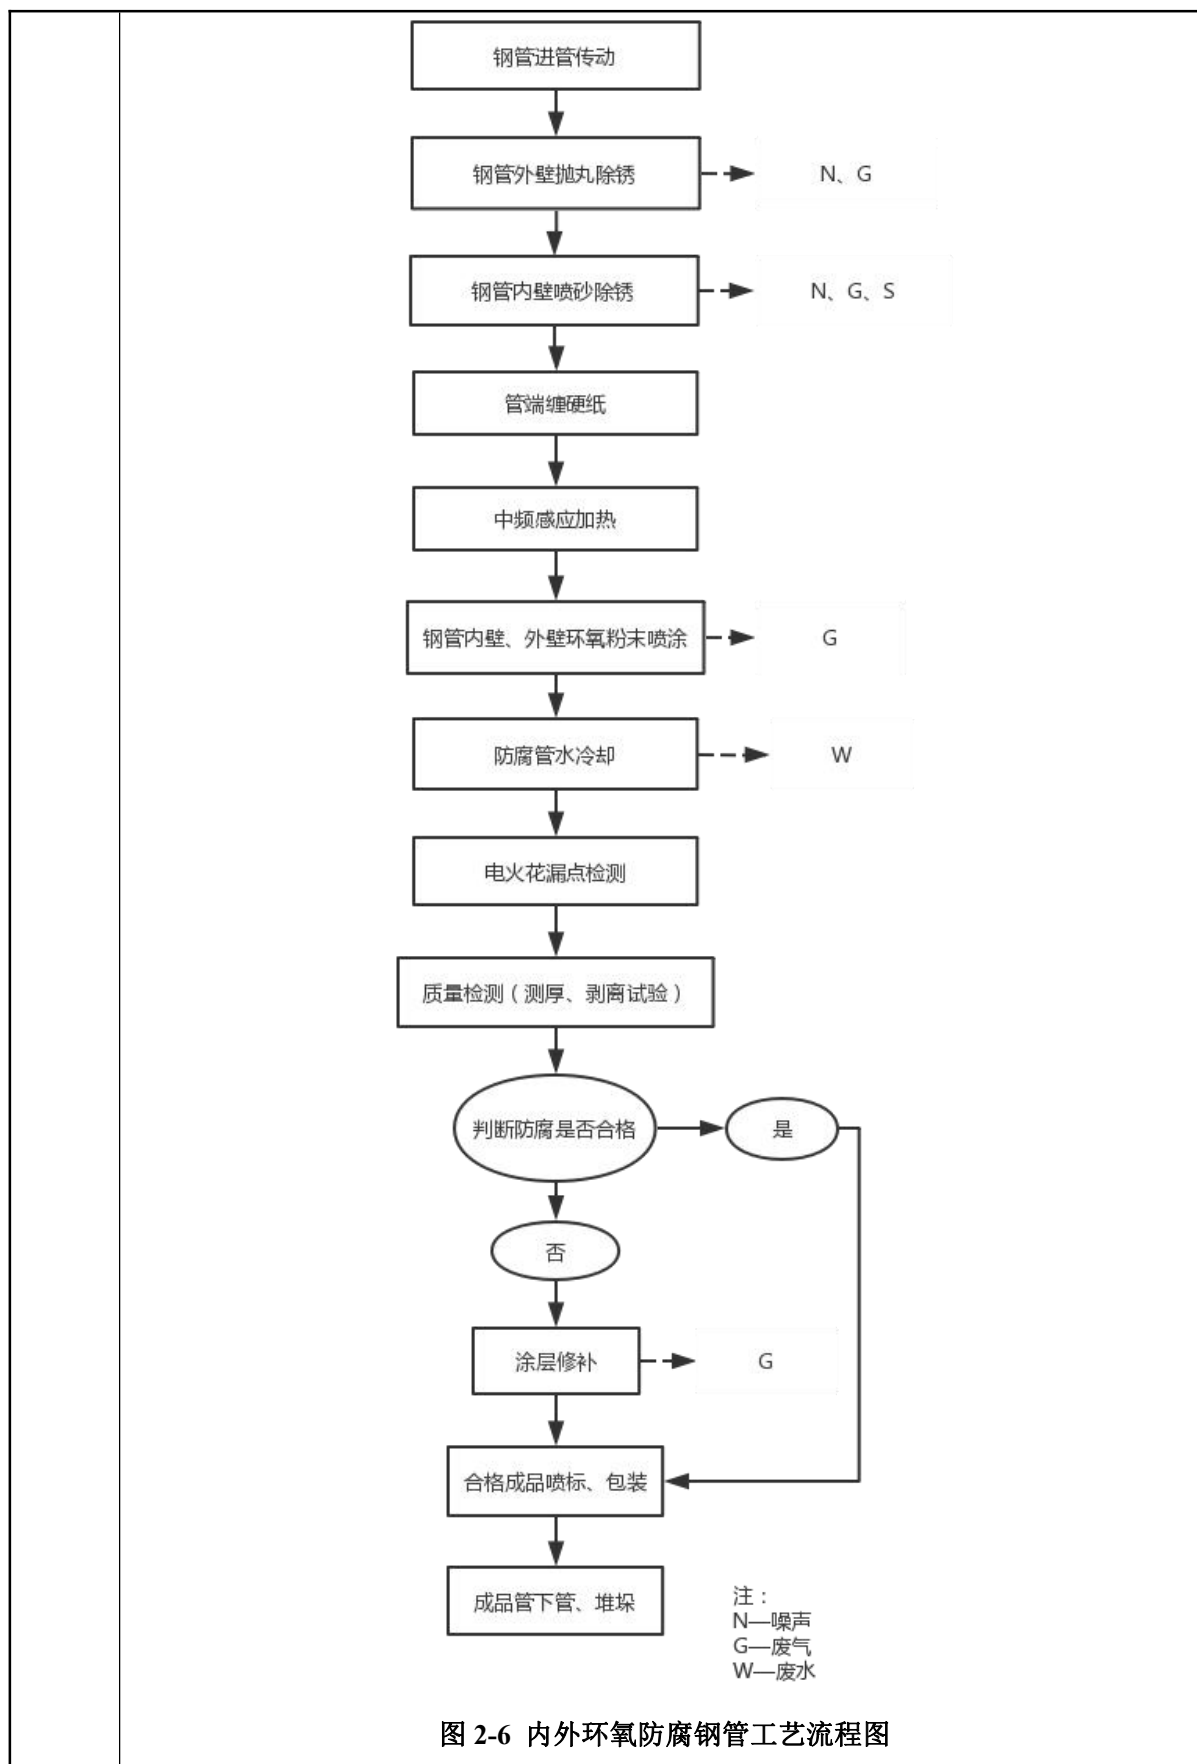 钢管进管传动
钢管外壁抛丸除锈
N、G
钢管内壁喷砂除锈
N、G、S
管端缠硬纸
中频感应加热
钢管内壁、外壁环氧粉末喷涂
G
防腐管水冷却
W
电火花漏点检测
质量检测（测厚、剥离试验）
判断防腐是否合格
是
否
涂层修补
G
合格成品喷标、包装
成品管下管、堆垛
注：
N—噪声
G—废气
W—废水
图 2-6 内外环氧防腐钢管工艺流程图